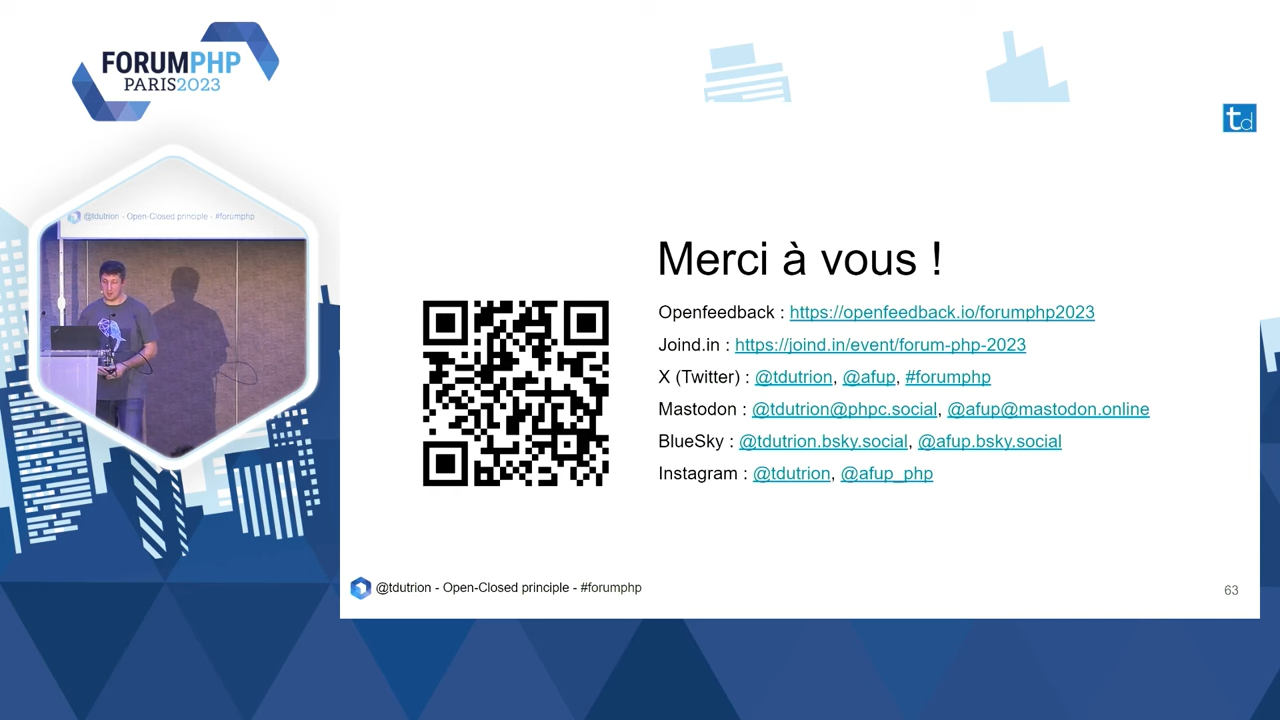 FORUMPHP
PARIS2023
td
@tdutrion - Open-Closed principle - #forumphp
Merci à vous !
Openfeedback : https://openfeedback.io/forumphp2023
Joind.in : https://joind.in/event/forum-php-2023
X (Twitter) : @tdutrion, @afup, #forumphp
Mastodon : @tdutrion@phpc.social, @afup@mastodon.online
BlueSky : @tdutrion.bsky.social, @afup.bsky.social
Instagram : @tdutrion, @afup_php
@tdutrion - Open-Closed principle - #forumphp
63